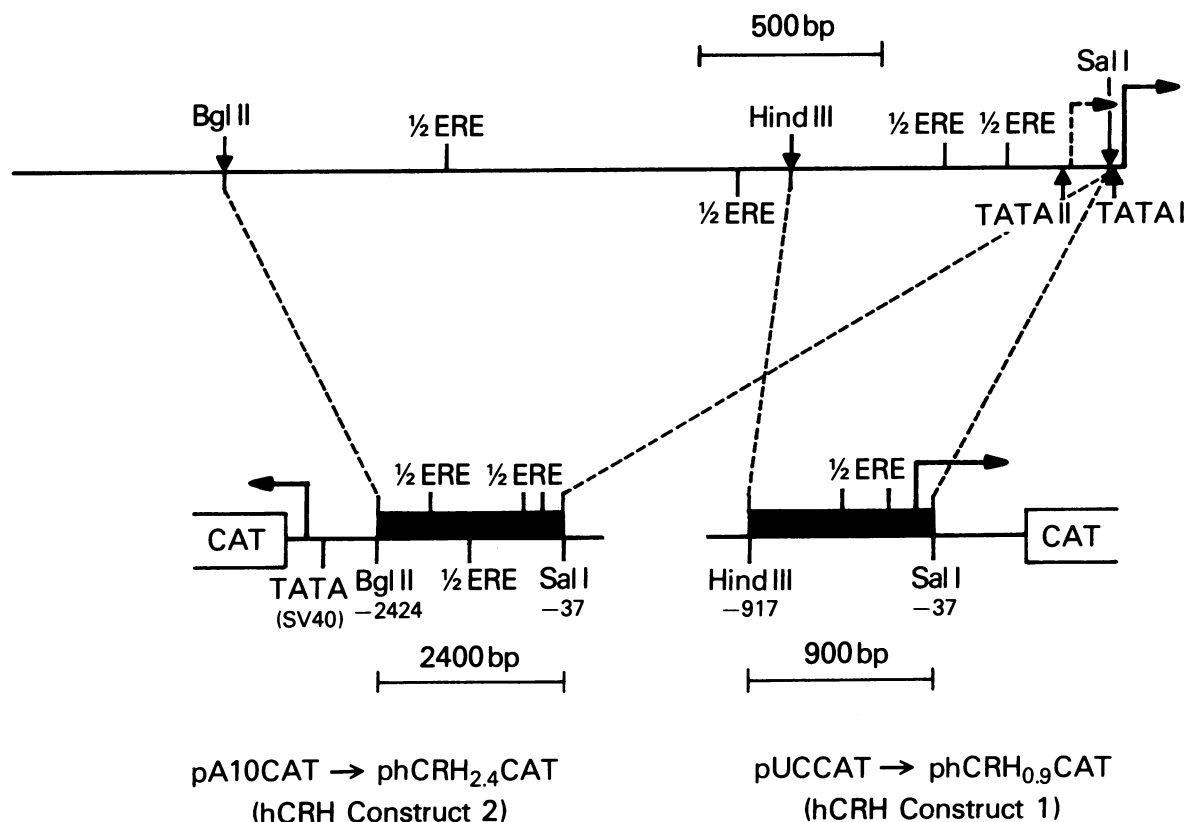 500 bp
Sal I
Bgl II
½ ERE
Hind III
½ ERE
½ ERE
½ ERE
TATA II
TATA I
½ ERE
½ ERE
CAT
TATA
(SV40)
Bgl II
−2424
½ ERE
Sal I
−37
½ ERE
Hind III
−917
Sal I
−37
CAT
2400 bp
900 bp
pA10CAT → phCRH2.4CAT
(hCRH Construct 2)
pUCCAT → phCRH0.9CAT
(hCRH Construct 1)